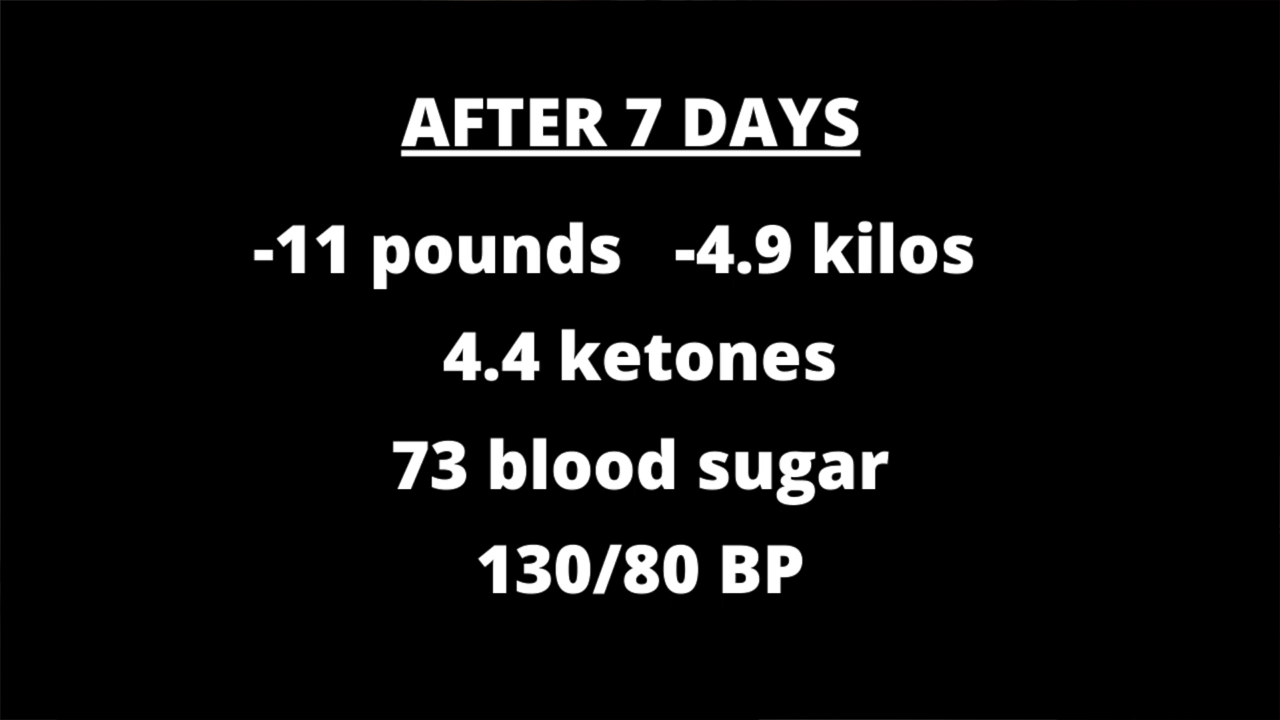 AFTER 7 DAYS
-11 pounds -4.9 kilos
4.4 ketones
73 blood sugar
130/80 BP